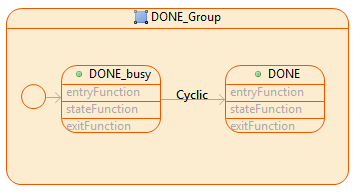 DONE_Group
DONE_busy
entryFunction
stateFunction
exitFunction
Cyclic
DONE
entryFunction
stateFunction
exitFunction